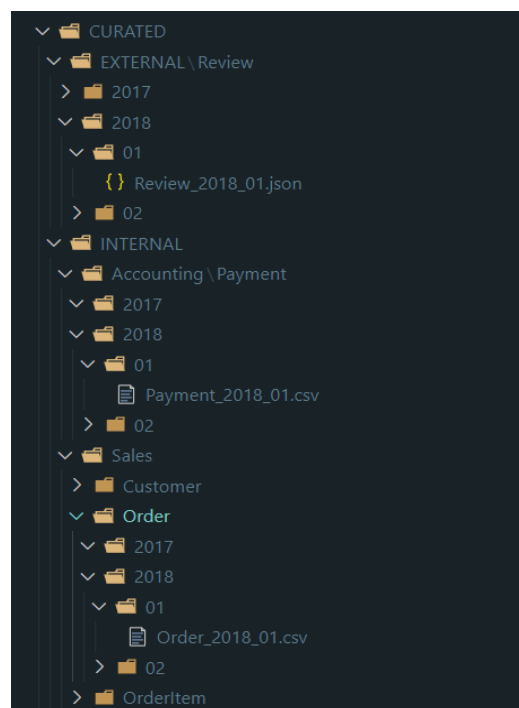 CURATED
EXTERNAL\Review
2017
2018
01
{} Review_2018_01.json
02
INTERNAL
Accounting\Payment
2017
2018
01
Payment_2018_01.csv
02
Sales
Customer
Order
2017
2018
01
Order_2018_01.csv
02
OrderItem